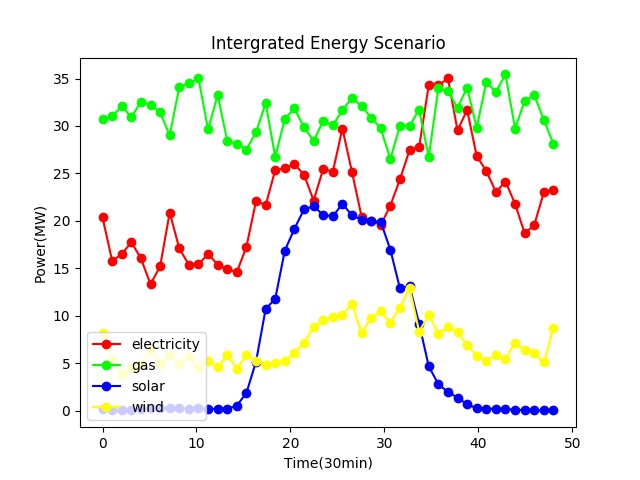 Intergrated Energy Scenario
Power(MW)
35
30
25
20
15
10
5
0
electricity
gas
solar
wind
0 10 20 30 40 50
Time(30min)